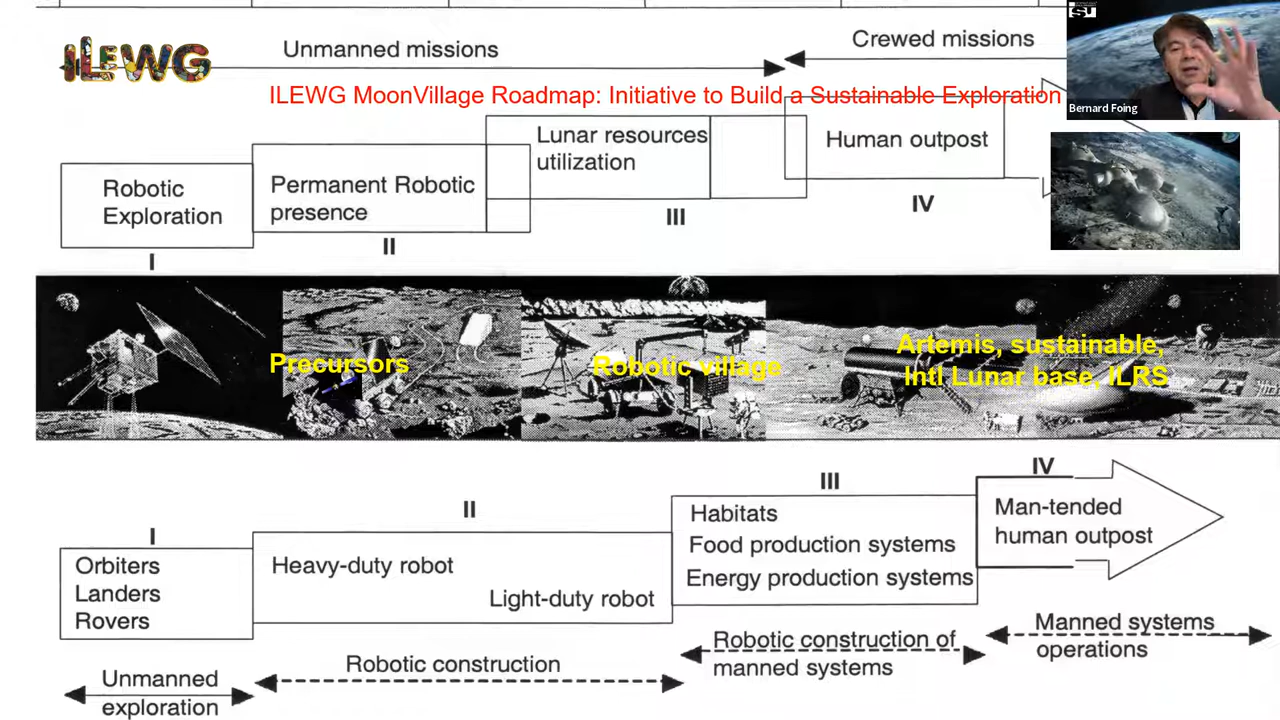 ILEWG
Unmanned missions
Crewed missions
isu
Bernard Foing
ILEWG MoonVillage Roadmap: Initiative to Build a Sustainable Exploration
Robotic
Exploration
I
Permanent Robotic
presence
II
Lunar resources
utilization
III
Human outpost
IV
Precursors
Robotic village
Artemis, sustainable,
Intl Lunar base, ILRS
I
Orbiters
Landers
Rovers
II
Heavy-duty robot
Light-duty robot
III
Habitats
Food production systems
Energy production systems
IV
Man-tended
human outpost
Unmanned
exploration
Robotic construction
Robotic construction of
manned systems
Manned systems
operations